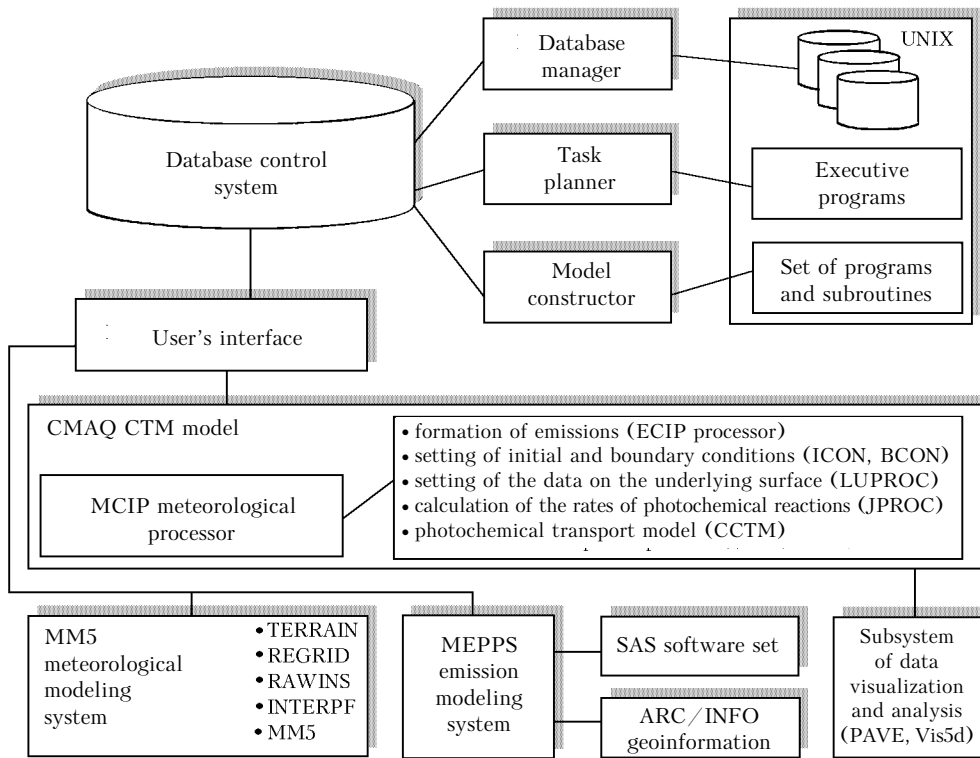 Database
manager
UNIX
Database control
system
Task
planner
Executive
programs
Model
constructor
Set of programs
and subroutines
User's interface
CMAQ CTM model
MCIP meteorological
processor
• formation of emissions (ECIP processor)
• setting of initial and boundary conditions (ICON, BCON)
• setting of the data on the underlying surface (LUPROC)
• calculation of the rates of photochemical reactions (JPROC)
• photochemical transport model (CCTM)
MM5
meteorological
modeling
system
• TERRAIN
• REGRID
• RAWINS
• INTERPF
• MM5
MEPPS
emission
modeling
system
SAS software set
ARC/INFO
geoinformation
Subsystem
of data
visualization
and analysis
(PAVE, Vis5d)